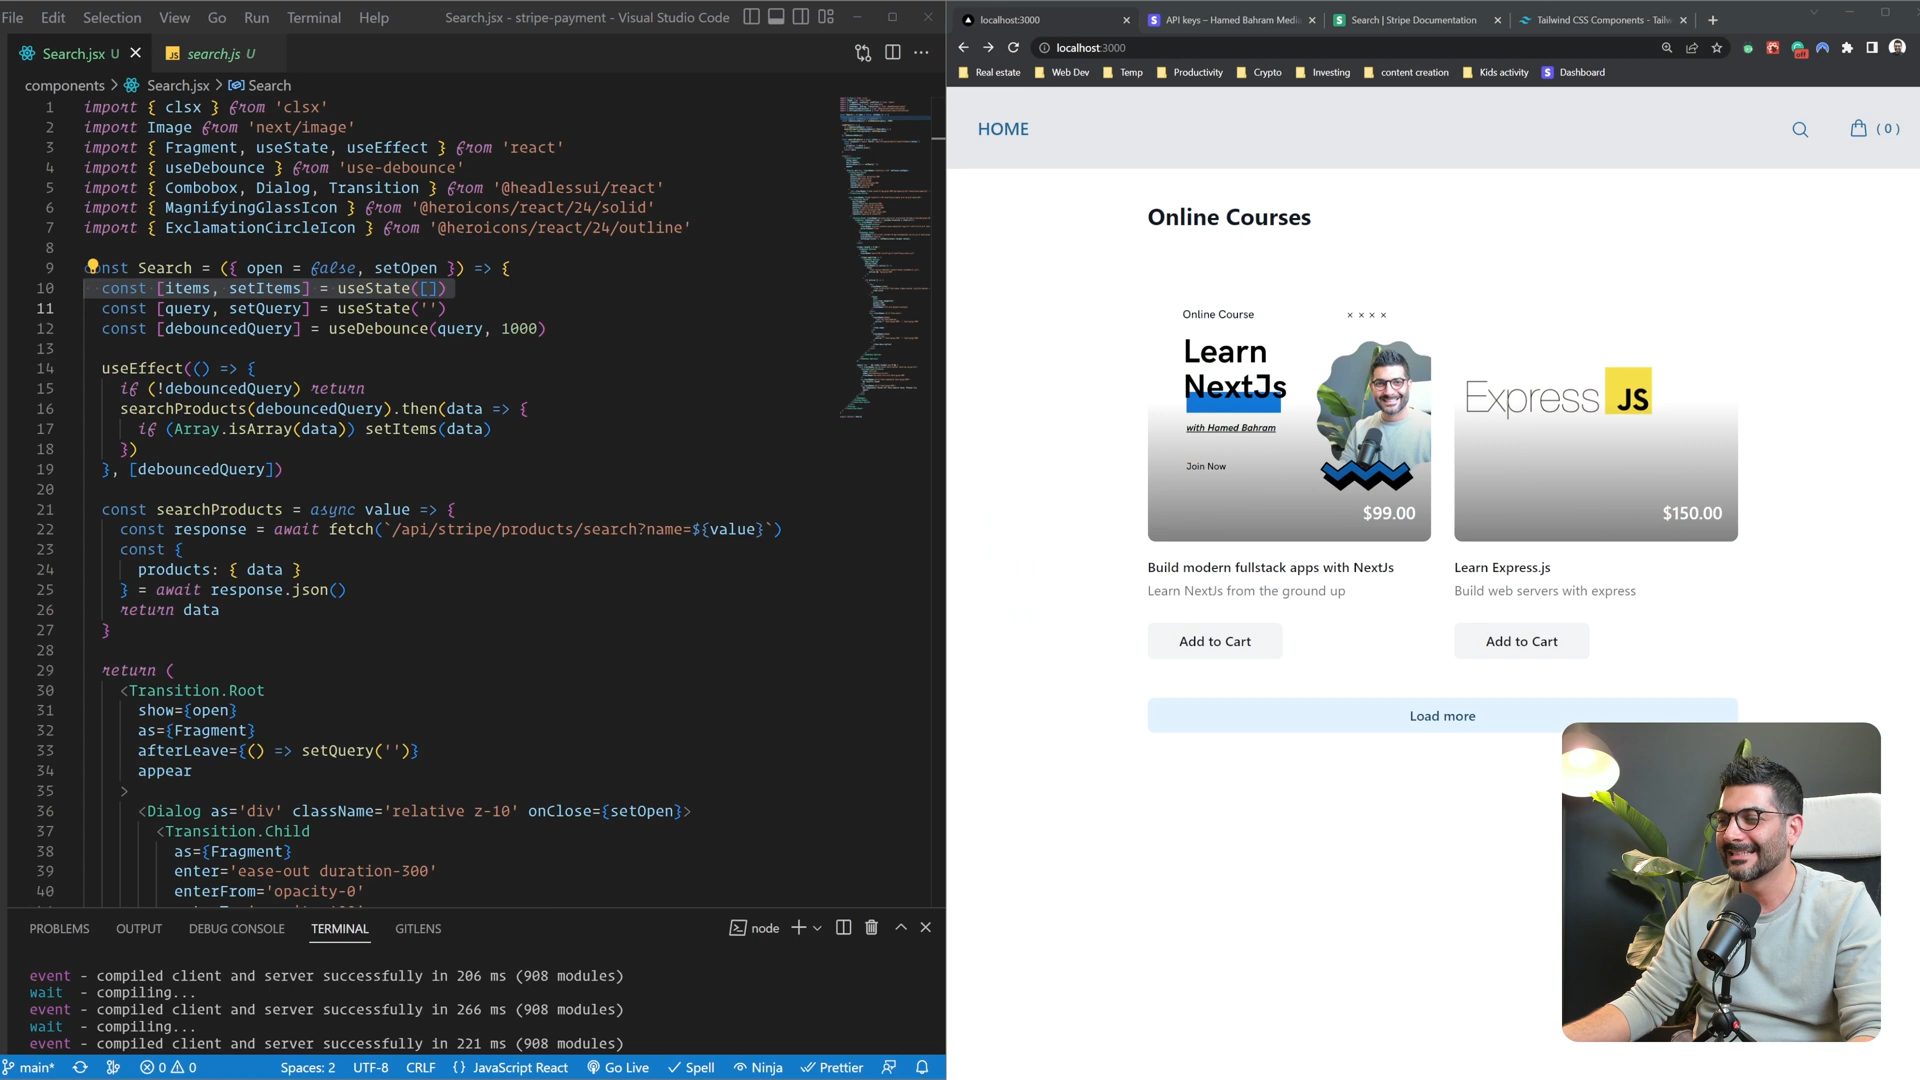 File Edit Selection View Go Run Terminal Help Search.jsx - stripe-payment - Visual Studio Code
Search.jsx U search.js U
components > Search.jsx > Search
1 import { clsx } from 'clsx'
2 import Image from 'next/image'
3 import { Fragment, useState, useEffect } from 'react'
4 import { useDebounce } from 'use-debounce'
5 import { Combobox, Dialog, Transition } from '@headlessui/react'
6 import { MagnifyingGlassIcon } from '@heroicons/react/24/solid'
7 import { ExclamationCircleIcon } from '@heroicons/react/24/outline'
8
9 const Search = ({ open = false, setOpen }) => {
10 const [items, setItems] = useState([])
11 const [query, setQuery] = useState('')
12 const [debouncedQuery] = useDebounce(query, 1000)
13
14 useEffect(() => {
15 if (!debouncedQuery) return
16 searchProducts(debouncedQuery).then(data => {
17 if (Array.isArray(data)) setItems(data)
18 })
19 }, [debouncedQuery])
20
21 const searchProducts = async value => {
22 const response = await fetch(`/api/stripe/products/search?name=${value}`)
23 const {
24 products: { data }
25 } = await response.json()
26 return data
27 }
28
29 return (
30 <Transition.Root
31 show={open}
32 as={Fragment}
33 afterLeave={() => setQuery('')}
34 appear
35 >
36 <Dialog as='div' className='relative z-10' onClose={setOpen}>
37 <Transition.Child
38 as={Fragment}
39 enter='ease-out duration-300'
40 enterFrom='opacity-0'
PROBLEMS OUTPUT DEBUG CONSOLE TERMINAL GITLENS node
event - compiled client and server successfully in 206 ms (908 modules)
wait - compiling...
event - compiled client and server successfully in 266 ms (908 modules)
wait - compiling...
event - compiled client and server successfully in 221 ms (908 modules)
main* 0 0 Spaces: 2 UTF-8 CRLF {} JavaScript React Go Live Spell Ninja Prettier
localhost:3000 API keys – Hamed Bahram Media Search | Stripe Documentation Tailwind CSS Components - Tailw
localhost:3000
Real estate Web Dev Temp Productivity Crypto Investing content creation Kids activity Dashboard
HOME ( 0 )
Online Courses
Online Course × × × ×
Learn
NextJs
with Hamed Bahram
Join Now
$99.00
Express JS
$150.00
Build modern fullstack apps with NextJs
Learn NextJs from the ground up
Add to Cart
Learn Express.js
Build web servers with express
Add to Cart
Load more